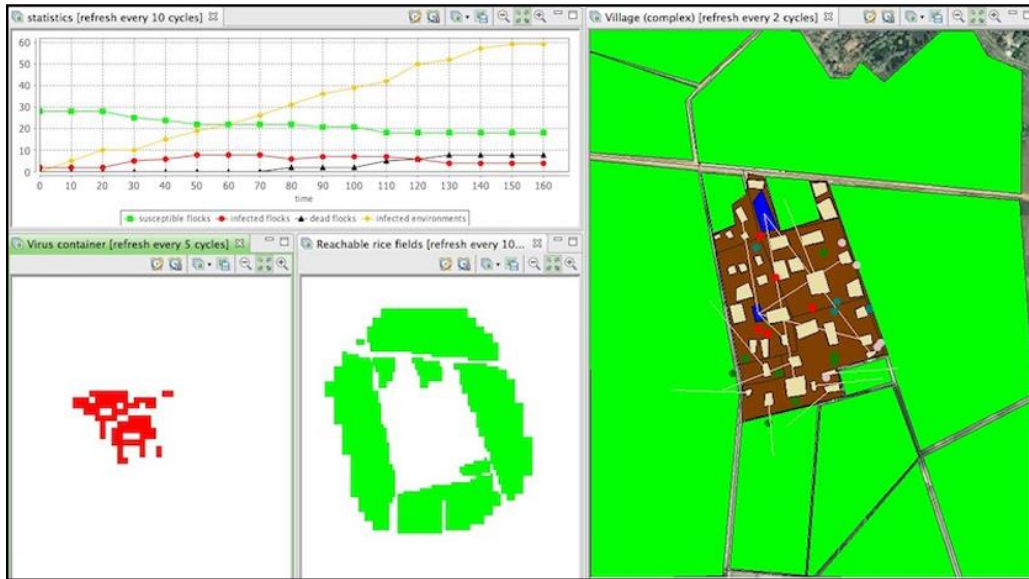 statistics [refresh every 10 cycles]
60
50
40
30
20
10
0
0 10 20 30 40 50 60 70 80 90 100 110 120 130 140 150 160
time
susceptible flocks infected flocks dead flocks infected environments
Virus container [refresh every 5 cycles]
Reachable rice fields [refresh every 10...
Village (complex) [refresh every 2 cycles]